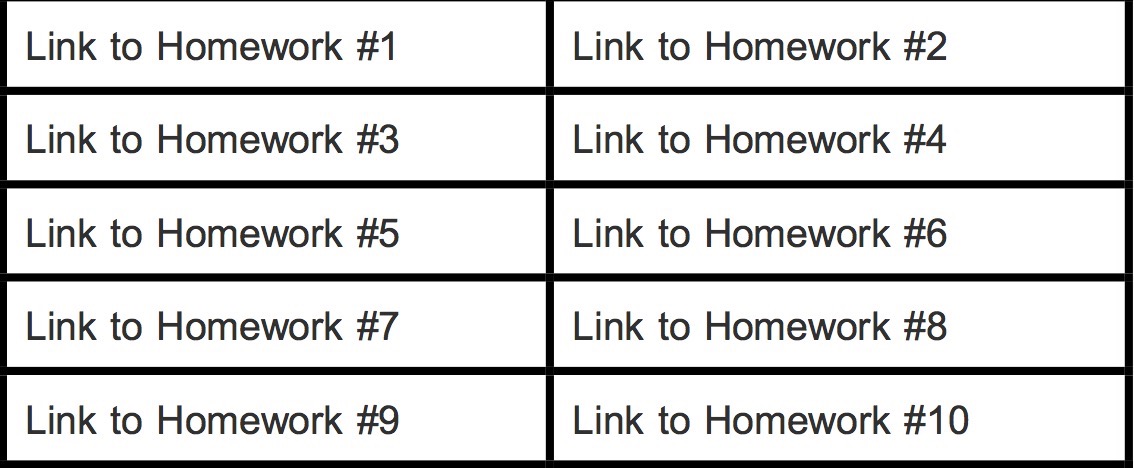 Link to Homework #1
Link to Homework #2
Link to Homework #3
Link to Homework #4
Link to Homework #5
Link to Homework #6
Link to Homework #7
Link to Homework #8
Link to Homework #9
Link to Homework #10